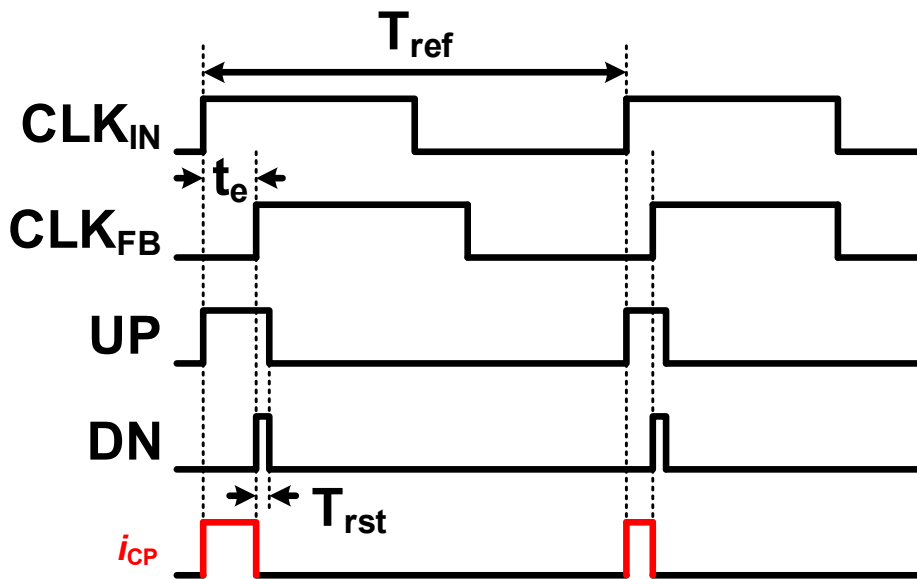 Tref
CLKIN
te
CLKFB
UP
DN
Trst
iCP